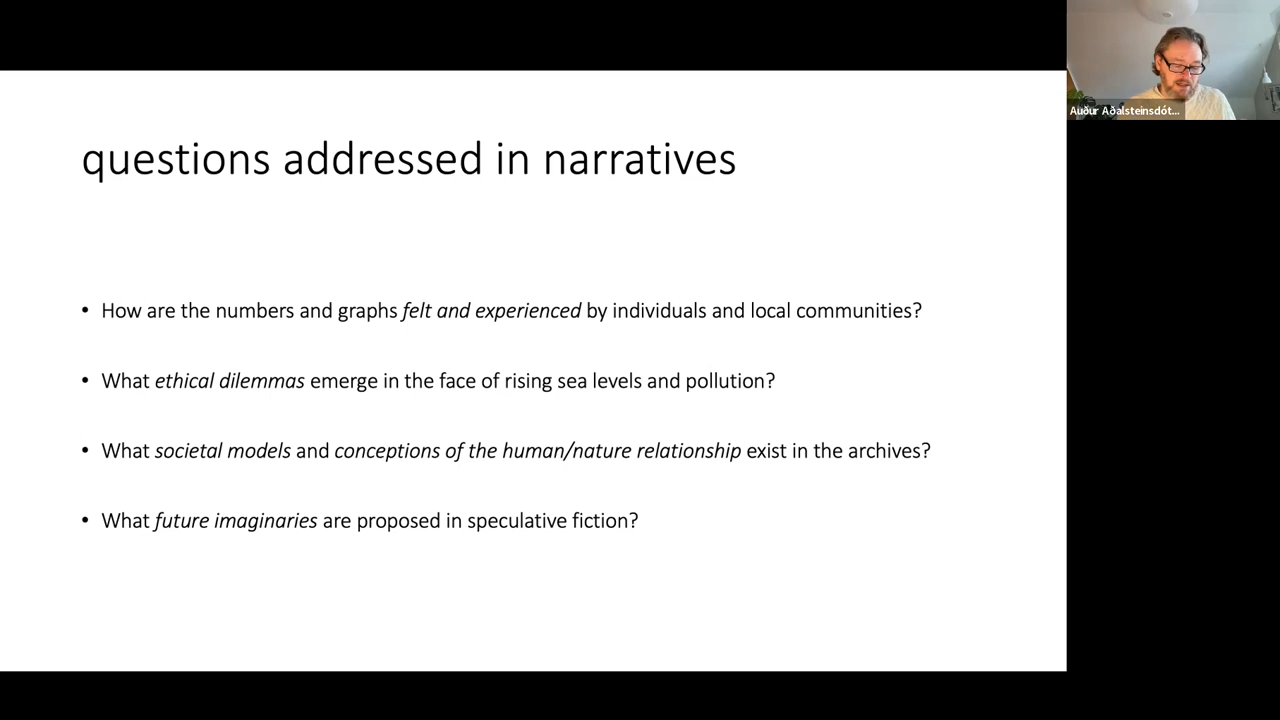 questions addressed in narratives
• How are the numbers and graphs felt and experienced by individuals and local communities?
• What ethical dilemmas emerge in the face of rising sea levels and pollution?
• What societal models and conceptions of the human/nature relationship exist in the archives?
• What future imaginaries are proposed in speculative fiction?
Auður Aðalsteinsdót...